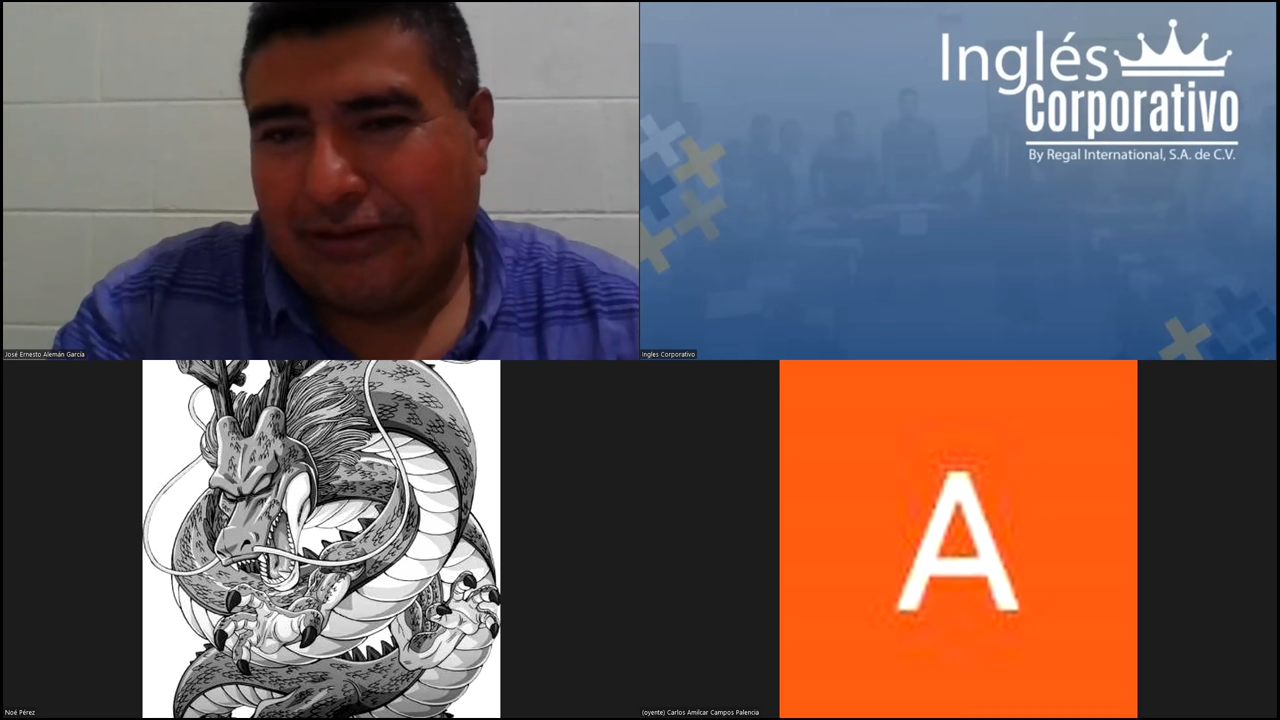 Inglés
Corporativo
By Regal International, S.A. de C.V.
José Ernesto Alemán García
Ingles Corporativo
A
Noé Pérez
(oyente) Carlos Amilcar Campos Palencia